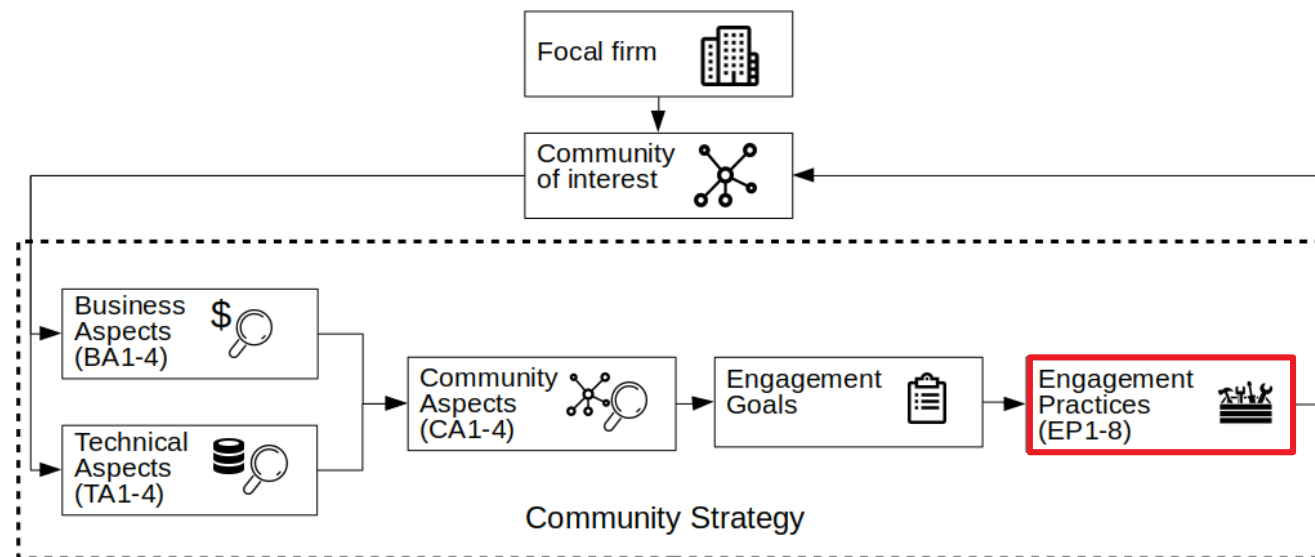 Focal firm
Community
of interest
Business
Aspects
(BA1-4)
$
Technical
Aspects
(TA1-4)
Community
Aspects
(CA1-4)
Engagement
Goals
Engagement
Practices
(EP1-8)
Community Strategy